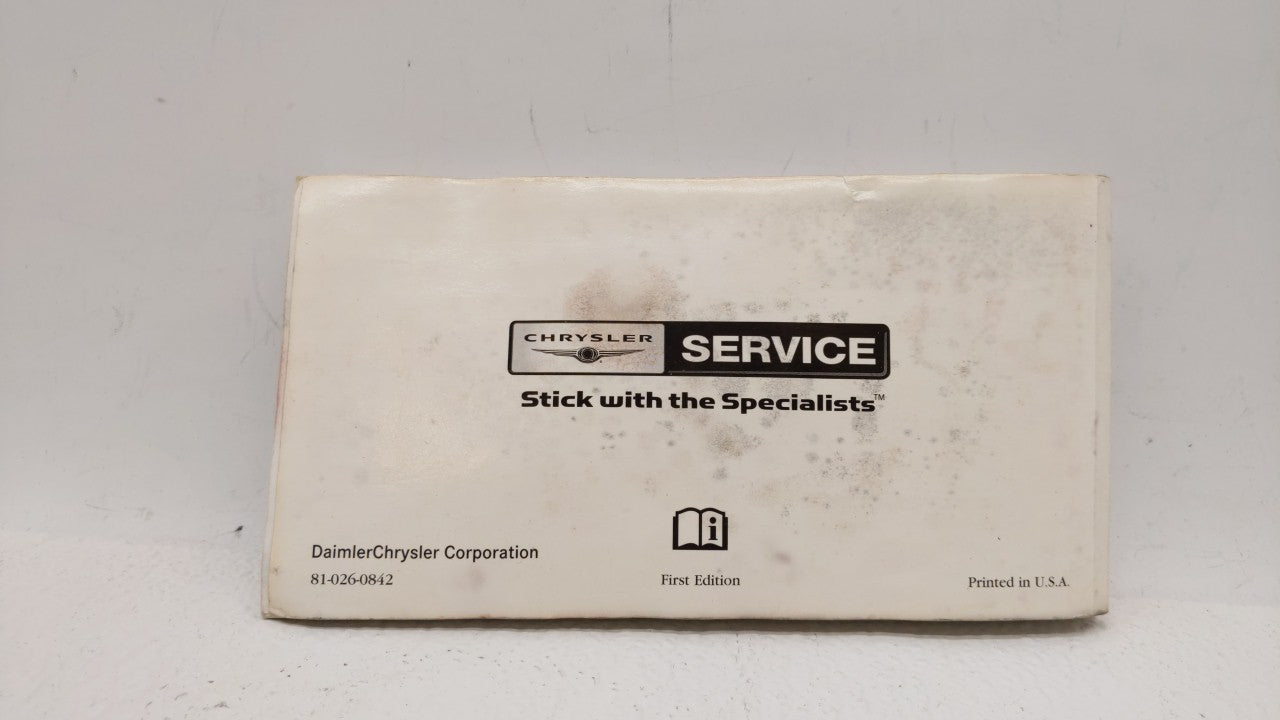 CHRYSLER SERVICE
Stick with the Specialists™
i
DaimlerChrysler Corporation
81-026-0842 First Edition Printed in U.S.A.